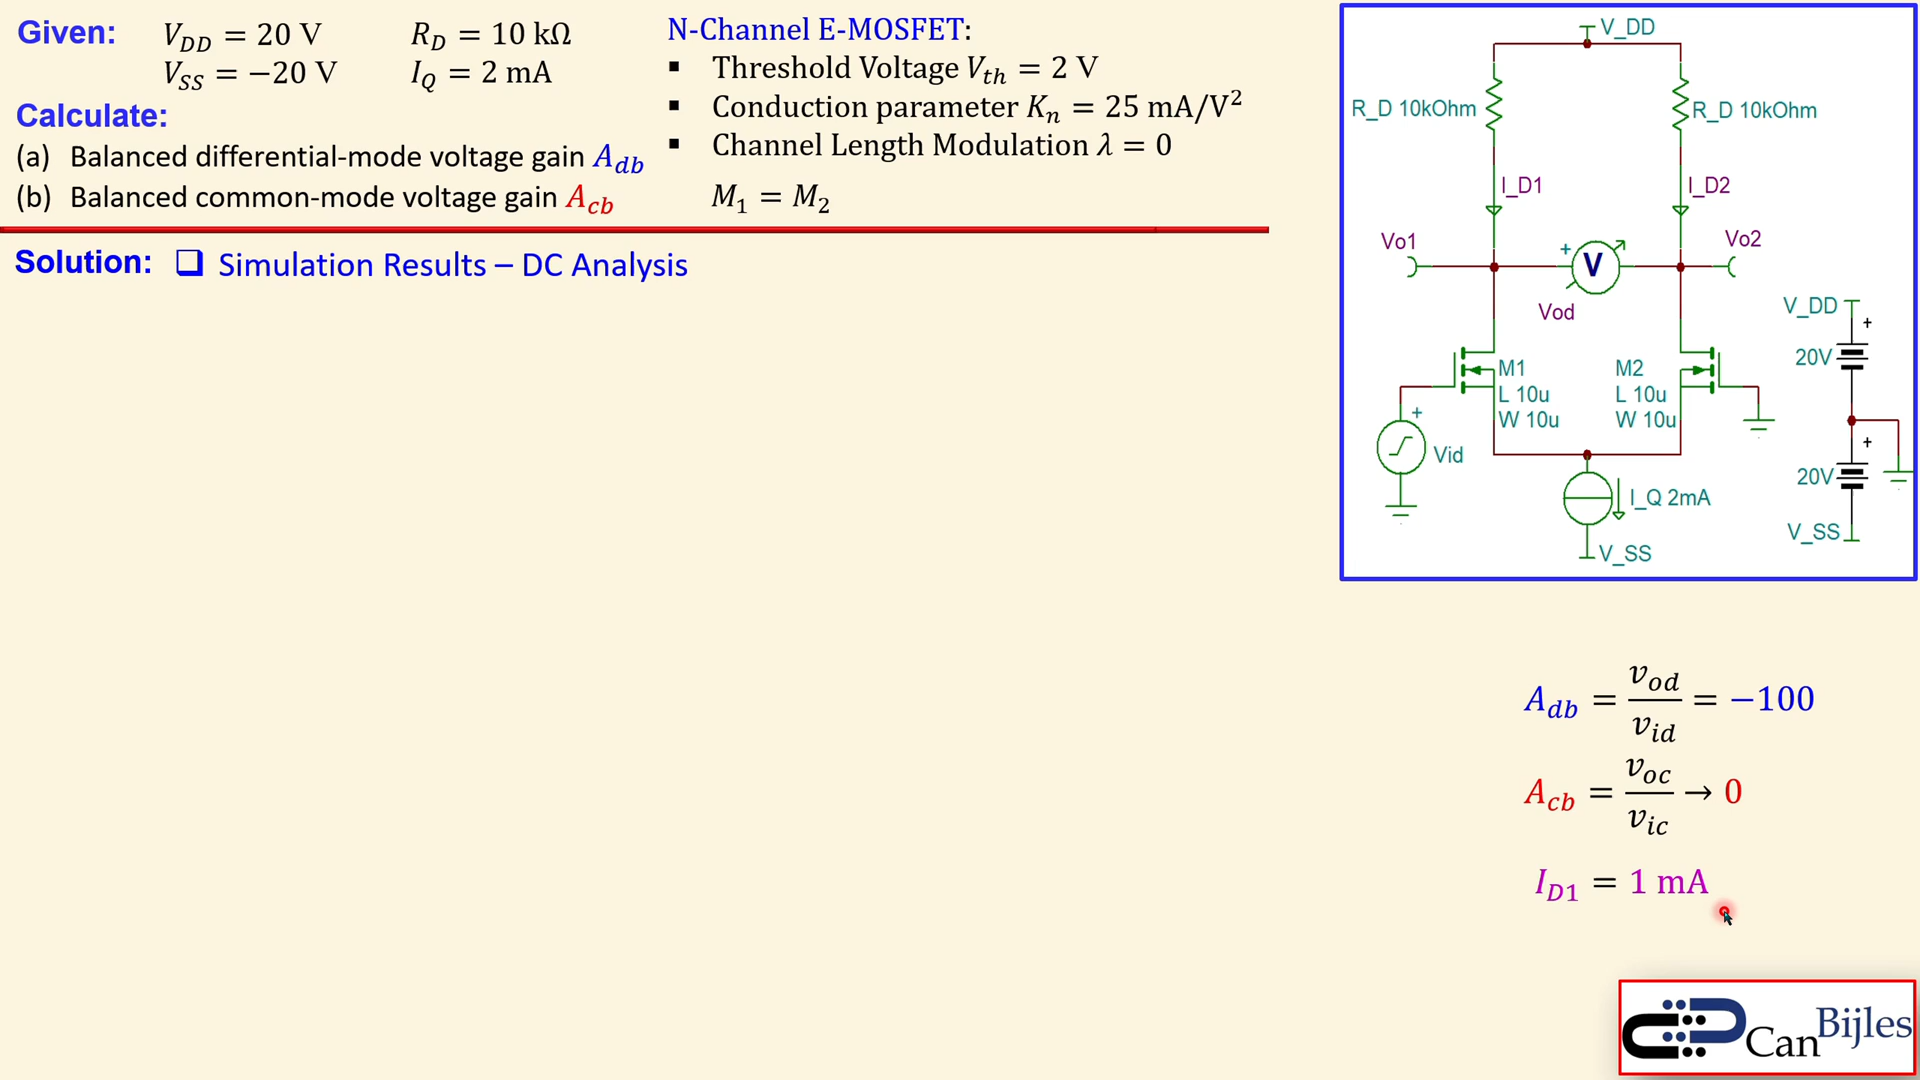 Given: V_DD = 20 V R_D = 10 kΩ
V_SS = −20 V I_Q = 2 mA
Calculate:
(a) Balanced differential-mode voltage gain A_db
(b) Balanced common-mode voltage gain A_cb
N-Channel E-MOSFET:
▪ Threshold Voltage V_th = 2 V
▪ Conduction parameter K_n = 25 mA/V²
▪ Channel Length Modulation λ = 0
M₁ = M₂
Solution: ❑ Simulation Results – DC Analysis
V_DD
R_D 10kOhm
R_D 10kOhm
I_D1
I_D2
Vo1
+
V
Vo2
Vod
V_DD
+
20V
M1
L 10u
W 10u
M2
L 10u
W 10u
+
Vid
+
20V
I_Q 2mA
V_SS
V_SS
A_db = v_od / v_id = −100
A_cb = v_oc / v_ic → 0
I_D1 = 1 mA
CanBijles